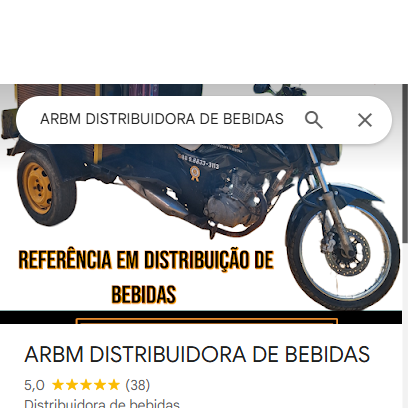 ARBM DISTRIBUIDORA DE BEBIDAS
REFERÊNCIA EM DISTRIBUIÇÃO DE
BEBIDAS
ARBM DISTRIBUIDORA DE BEBIDAS
5,0 ★★★★★ (38)
Distribuidora de bebidas